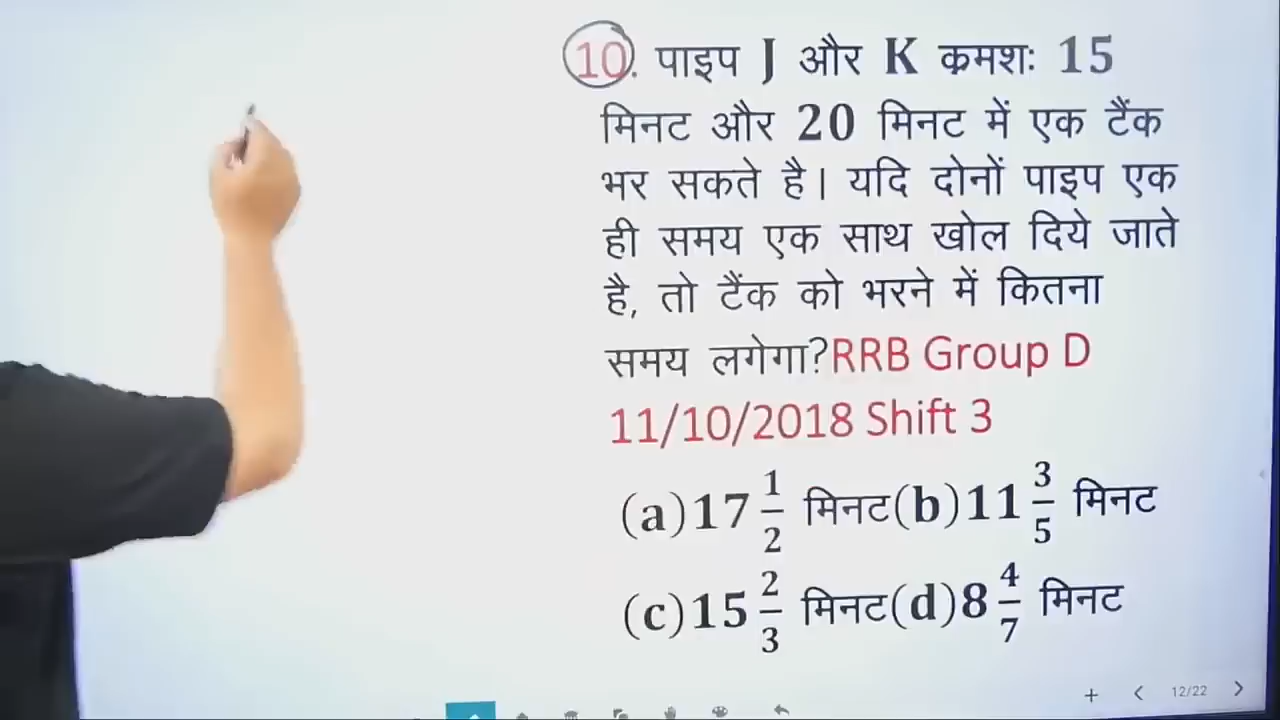 10. पाइप J और K क्रमशः 15
मिनट और 20 मिनट में एक टैंक
भर सकते है। यदि दोनों पाइप एक
ही समय एक साथ खोल दिये जाते
है, तो टैंक को भरने में कितना
समय लगेगा?RRB Group D
11/10/2018 Shift 3
(a)17 1/2 मिनट(b)11 3/5 मिनट
(c)15 2/3 मिनट(d)8 4/7 मिनट
+ < 12/22 >